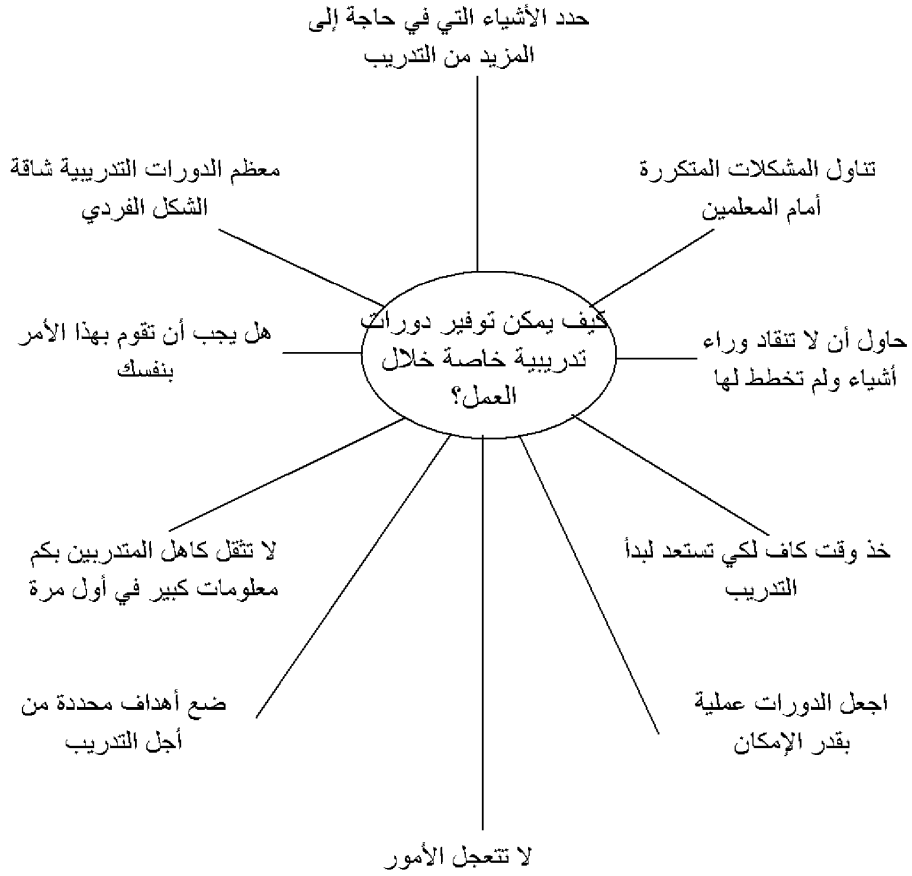 حدد الأشياء التي في حاجة إلى
المزيد من التدريب
تناول المشكلات المتكررة
أمام المعلمين
معظم الدورات التدريبية شاقة
الشكل الفردي
كيف يمكن توفير دورات
تدريبية خاصة خلال
العمل؟
حاول أن لا تنقاد وراء
أشياء ولم تخطط لها
هل يجب أن تقوم بهذا الأمر
بنفسك
خذ وقت كاف لكي تستعد لبدأ
التدريب
لا تثقل كاهل المتدربين بكم
معلومات كبير في أول مرة
اجعل الدورات عملية
بقدر الإمكان
ضع أهداف محددة من
أجل التدريب
لا تتعجل الأمور